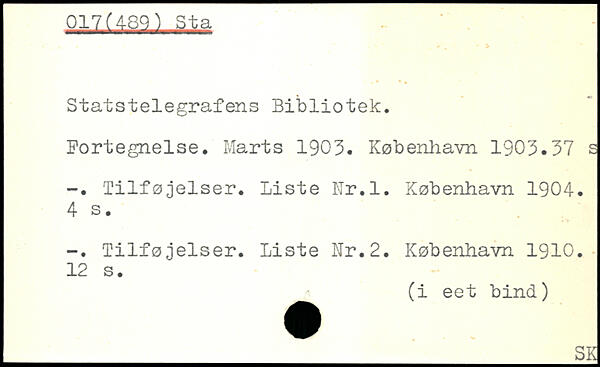 017(489) Sta
Statstelegrafens Bibliotek.
Fortegnelse. Marts 1903. København 1903.37 s
-. Tilføjelser. Liste Nr.1. København 1904.
4 s.
-. Tilføjelser. Liste Nr.2. København 1910.
12 s.
(i eet bind)
SK